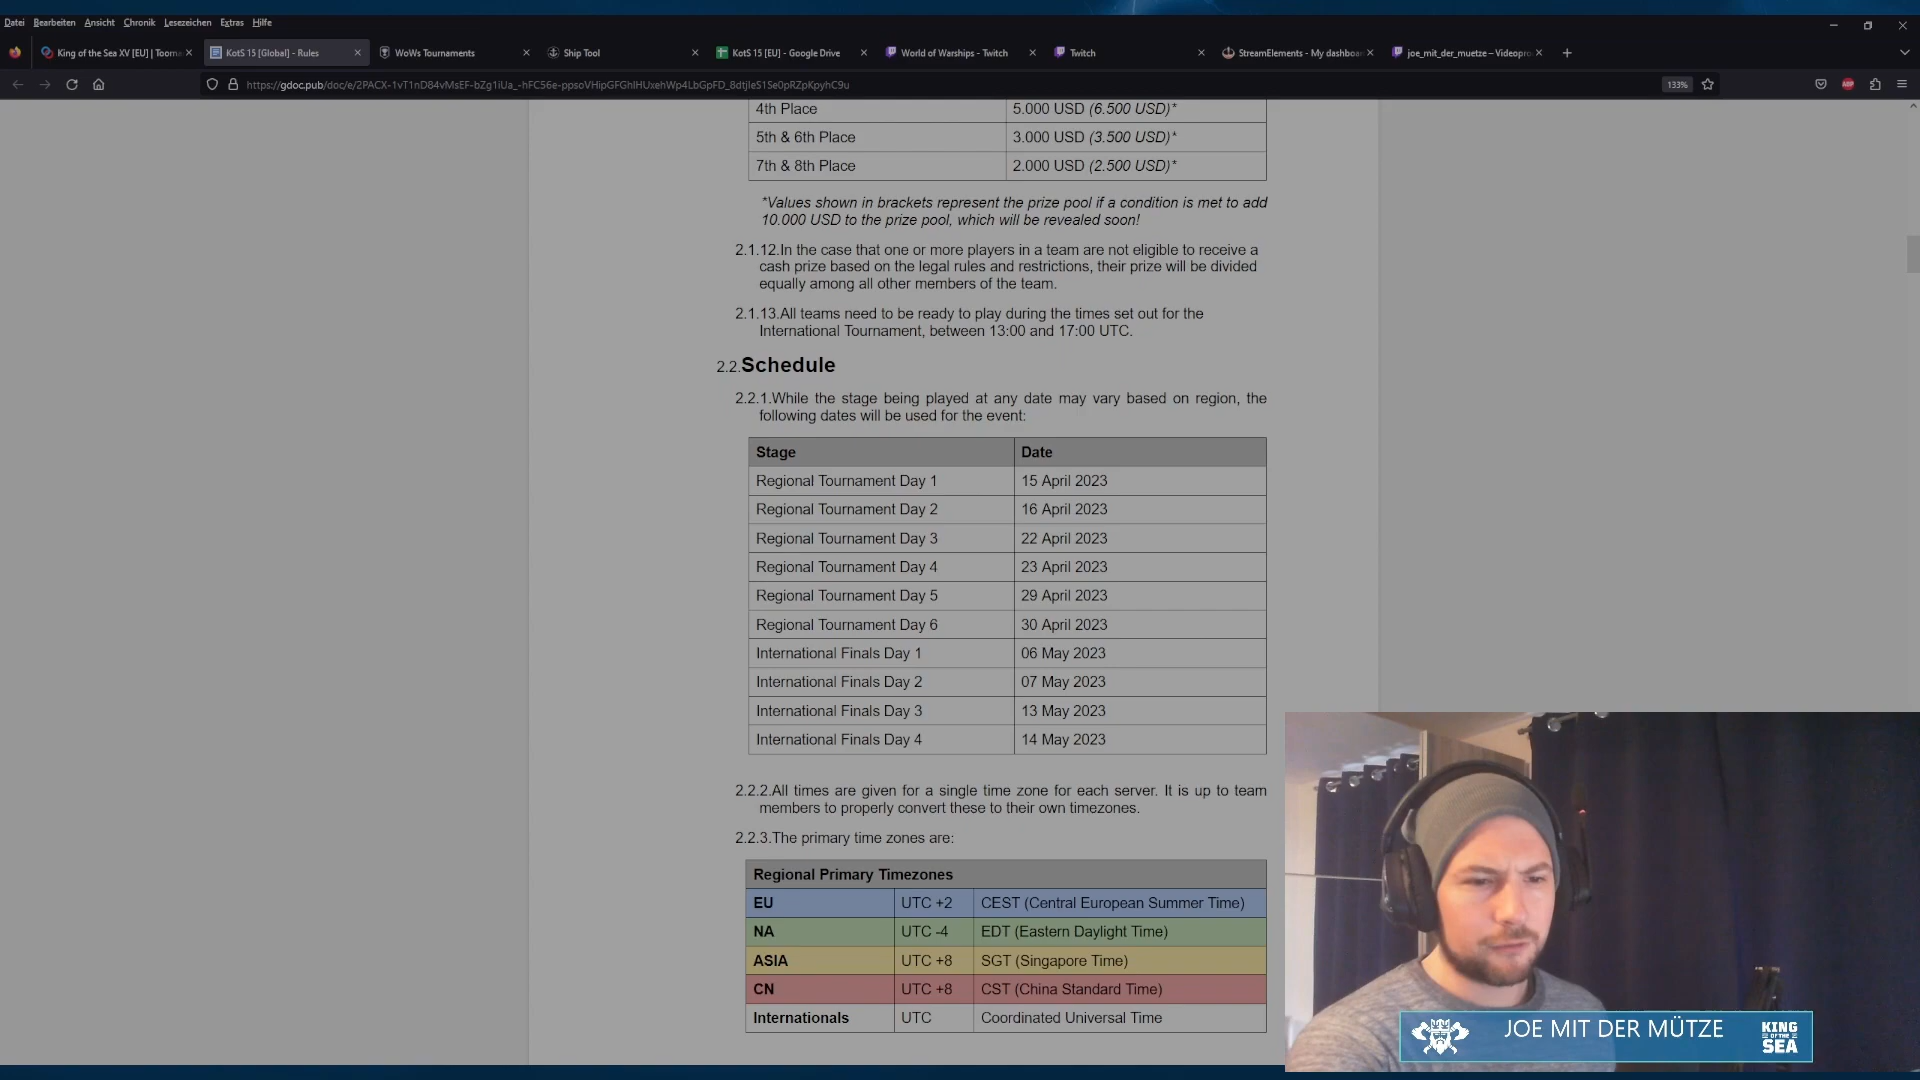 Datei Bearbeiten Ansicht Chronik Lesezeichen Extras Hilfe
King of the Sea XV [EU] | Toorna
KotS 15 [Global] - Rules
WoWs Tournaments
Ship Tool
KotS 15 [EU] - Google Drive
World of Warships - Twitch
Twitch
StreamElements - My dashboar
joe_mit_der_muetze – Videopro
133%
4th Place 5.000 USD (6.500 USD)*
5th & 6th Place 3.000 USD (3.500 USD)*
7th & 8th Place 2.000 USD (2.500 USD)*
*Values shown in brackets represent the prize pool if a condition is met to add
10.000 USD to the prize pool, which will be revealed soon!
2.1.12.In the case that one or more players in a team are not eligible to receive a
cash prize based on the legal rules and restrictions, their prize will be divided
equally among all other members of the team.
2.1.13.All teams need to be ready to play during the times set out for the
International Tournament, between 13:00 and 17:00 UTC.
2.2.Schedule
2.2.1.While the stage being played at any date may vary based on region, the
following dates will be used for the event:
Stage Date
Regional Tournament Day 1 15 April 2023
Regional Tournament Day 2 16 April 2023
Regional Tournament Day 3 22 April 2023
Regional Tournament Day 4 23 April 2023
Regional Tournament Day 5 29 April 2023
Regional Tournament Day 6 30 April 2023
International Finals Day 1 06 May 2023
International Finals Day 2 07 May 2023
International Finals Day 3 13 May 2023
International Finals Day 4 14 May 2023
2.2.2.All times are given for a single time zone for each server. It is up to team
members to properly convert these to their own timezones.
2.2.3.The primary time zones are:
Regional Primary Timezones
EU UTC +2 CEST (Central European Summer Time)
NA UTC -4 EDT (Eastern Daylight Time)
ASIA UTC +8 SGT (Singapore Time)
CN UTC +8 CST (China Standard Time)
Internationals UTC Coordinated Universal Time
JOE MIT DER MÜTZE
KING
OF THE
SEA